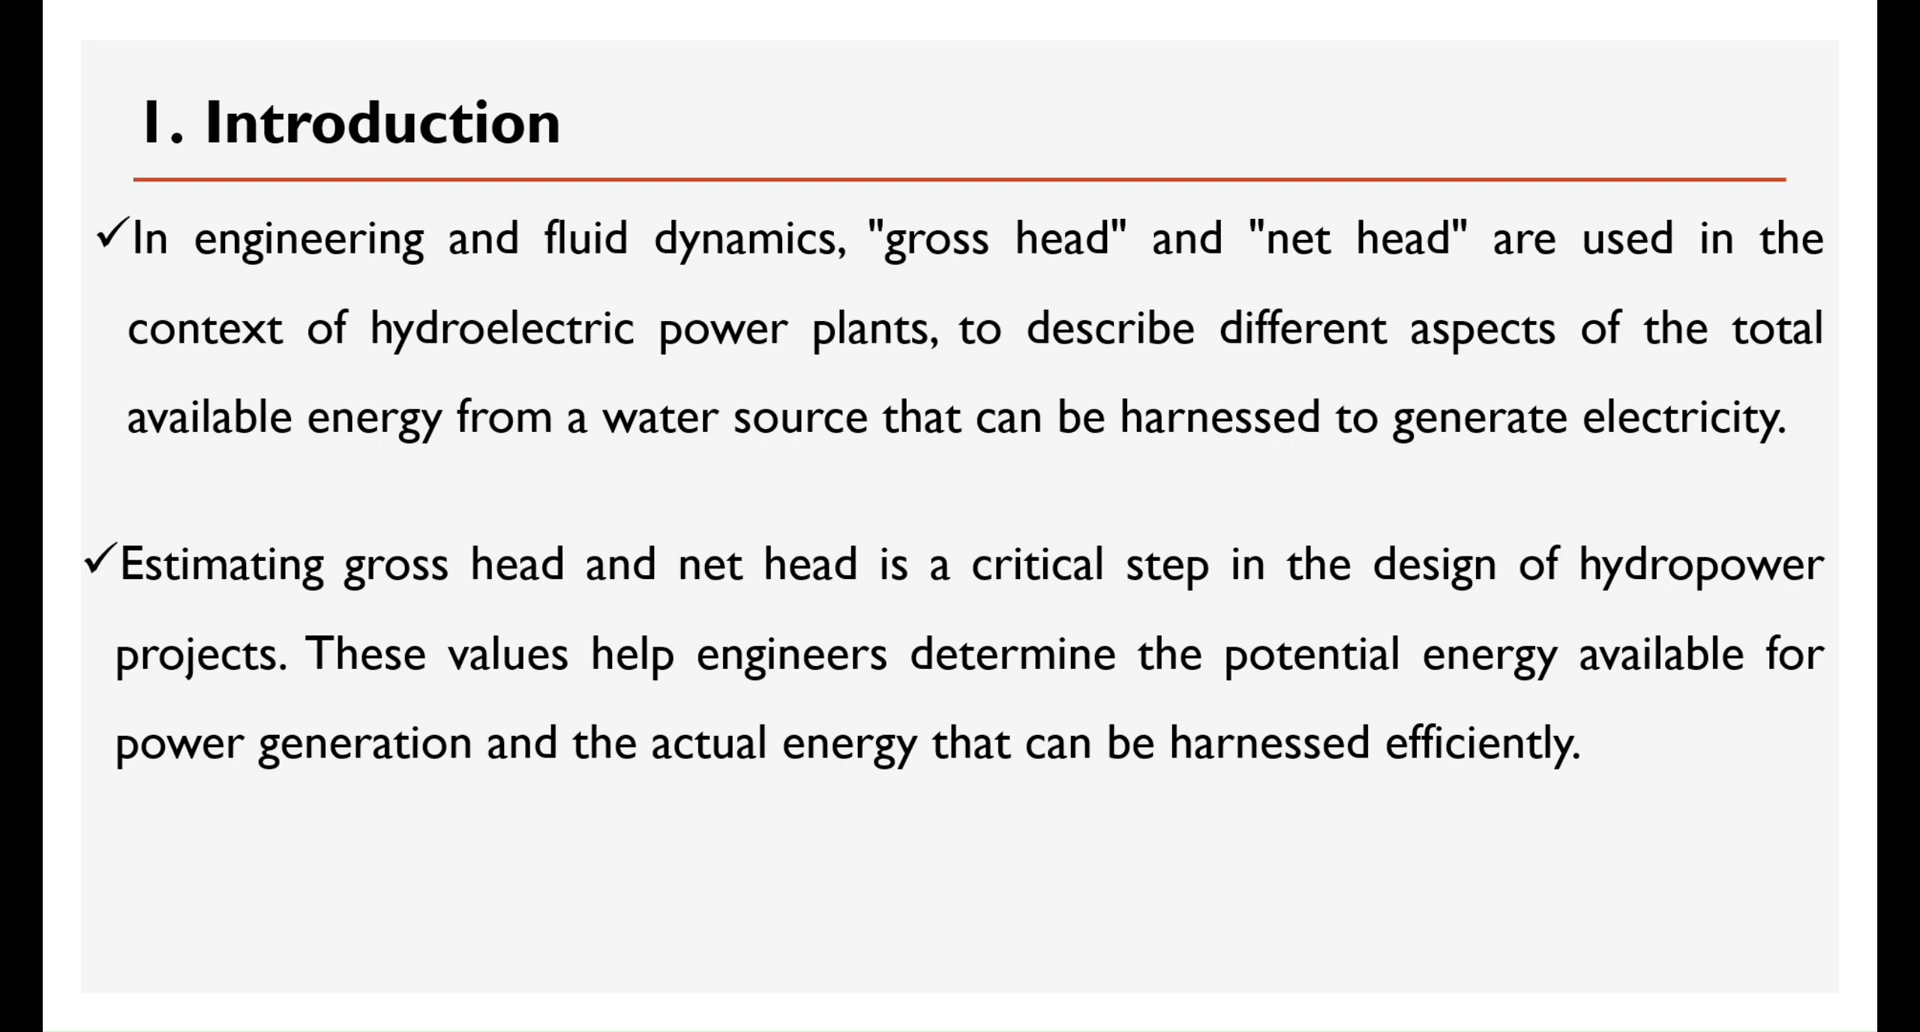 1. Introduction
✓In engineering and fluid dynamics, "gross head" and "net head" are used in the
context of hydroelectric power plants, to describe different aspects of the total
available energy from a water source that can be harnessed to generate electricity.
✓Estimating gross head and net head is a critical step in the design of hydropower
projects. These values help engineers determine the potential energy available for
power generation and the actual energy that can be harnessed efficiently.